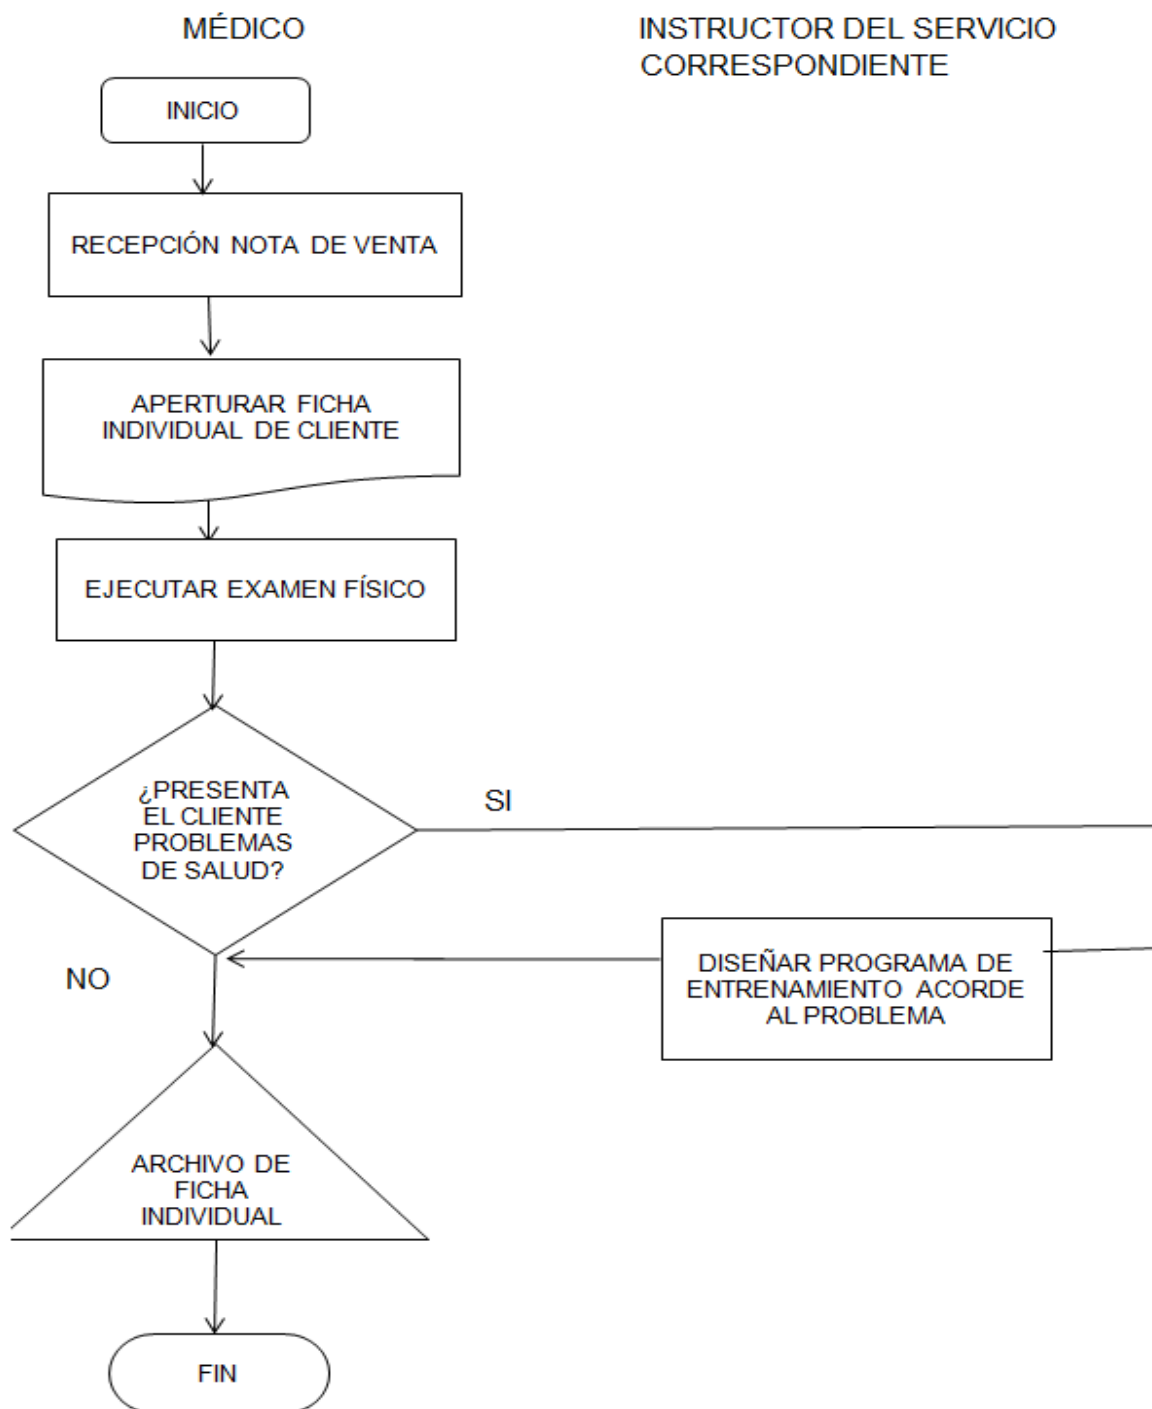 MÉDICO
INSTRUCTOR DEL SERVICIO
CORRESPONDIENTE
INICIO
RECEPCIÓN NOTA DE VENTA
APERTURAR FICHA
INDIVIDUAL DE CLIENTE
EJECUTAR EXAMEN FÍSICO
¿PRESENTA
EL CLIENTE
PROBLEMAS
DE SALUD?
SI
DISEÑAR PROGRAMA DE
ENTRENAMIENTO ACORDE
AL PROBLEMA
NO
ARCHIVO DE
FICHA
INDIVIDUAL
FIN